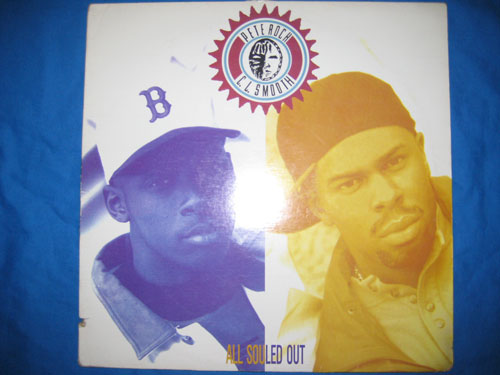 PETE ROCK
C.L. SMOOTH
B
ALL SOULED OUT